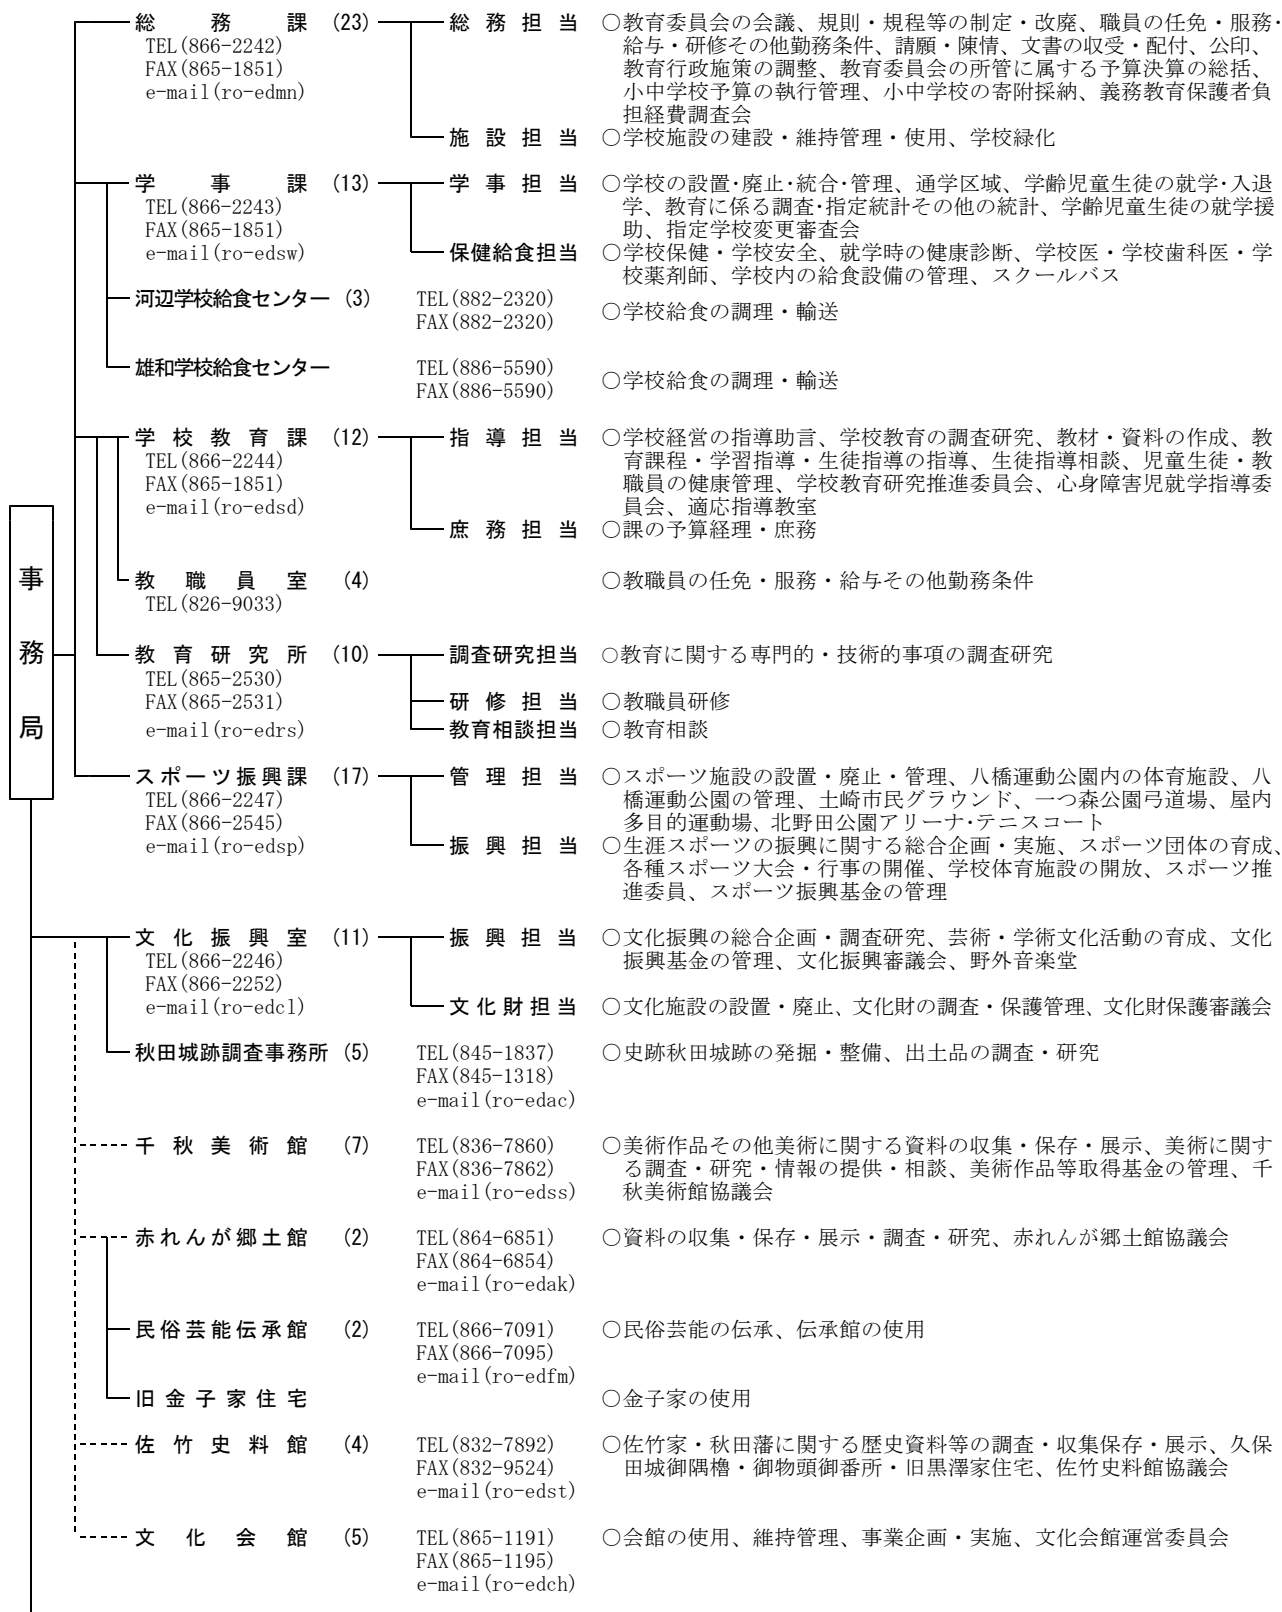 事務局
総務課 (23) 総務担当 ○教育委員会の会議、規則・規程等の制定・改廃、職員の任免・服務・
TEL(866-2242) 給与・研修その他勤務条件、請願・陳情、文書の収受・配付、公印、
FAX(865-1851) 教育行政施策の調整、教育委員会の所管に属する予算決算の総括、
e-mail(ro-edmn) 小中学校予算の執行管理、小中学校の寄附採納、義務教育保護者負
担経費調査会
施設担当 ○学校施設の建設・維持管理・使用、学校緑化
学事課 (13) 学事担当 ○学校の設置・廃止・統合・管理、通学区域、学齢児童生徒の就学・入退
TEL(866-2243) 学、教育に係る調査・指定統計その他の統計、学齢児童生徒の就学援
FAX(865-1851) 助、指定学校変更審査会
e-mail(ro-edsw) 保健給食担当 ○学校保健・学校安全、就学時の健康診断、学校医・学校歯科医・学
校薬剤師、学校内の給食設備の管理、スクールバス
河辺学校給食センター (3) TEL(882-2320) ○学校給食の調理・輸送
FAX(882-2320)
雄和学校給食センター TEL(886-5590) ○学校給食の調理・輸送
FAX(886-5590)
学校教育課 (12) 指導担当 ○学校経営の指導助言、学校教育の調査研究、教材・資料の作成、教
TEL(866-2244) 育課程・学習指導・生徒指導の指導、生徒指導相談、児童生徒・教
FAX(865-1851) 職員の健康管理、学校教育研究推進委員会、心身障害児就学指導委
e-mail(ro-edsd) 員会、適応指導教室
庶務担当 ○課の予算経理・庶務
教職員室 (4) ○教職員の任免・服務・給与その他勤務条件
TEL(826-9033)
教育研究所 (10) 調査研究担当 ○教育に関する専門的・技術的事項の調査研究
TEL(865-2530)
FAX(865-2531) 研修担当 ○教職員研修
e-mail(ro-edrs) 教育相談担当 ○教育相談
スポーツ振興課 (17) 管理担当 ○スポーツ施設の設置・廃止・管理、八橋運動公園内の体育施設、八
TEL(866-2247) 橋運動公園の管理、土崎市民グラウンド、一つ森公園弓道場、屋内
FAX(866-2545) 多目的運動場、北野田公園アリーナ・テニスコート
e-mail(ro-edsp) 振興担当 ○生涯スポーツの振興に関する総合企画・実施、スポーツ団体の育成、
各種スポーツ大会・行事の開催、学校体育施設の開放、スポーツ推
進委員、スポーツ振興基金の管理
文化振興室 (11) 振興担当 ○文化振興の総合企画・調査研究、芸術・学術文化活動の育成、文化
TEL(866-2246) 振興基金の管理、文化振興審議会、野外音楽堂
FAX(866-2252)
e-mail(ro-edcl) 文化財担当 ○文化施設の設置・廃止、文化財の調査・保護管理、文化財保護審議会
秋田城跡調査事務所 (5) TEL(845-1837) ○史跡秋田城跡の発掘・整備、出土品の調査・研究
FAX(845-1318)
e-mail(ro-edac)
千秋美術館 (7) TEL(836-7860) ○美術作品その他美術に関する資料の収集・保存・展示、美術に関す
FAX(836-7862) る調査・研究・情報の提供・相談、美術作品等取得基金の管理、千
e-mail(ro-edss) 秋美術館協議会
赤れんが郷土館 (2) TEL(864-6851) ○資料の収集・保存・展示・調査・研究、赤れんが郷土館協議会
FAX(864-6854)
e-mail(ro-edak)
民俗芸能伝承館 (2) TEL(866-7091) ○民俗芸能の伝承、伝承館の使用
FAX(866-7095)
e-mail(ro-edfm)
旧金子家住宅 ○金子家の使用
佐竹史料館 (4) TEL(832-7892) ○佐竹家・秋田藩に関する歴史資料等の調査・収集保存・展示、久保
FAX(832-9524) 田城御隅櫓・御物頭御番所・旧黒澤家住宅、佐竹史料館協議会
e-mail(ro-edst)
文化会館 (5) TEL(865-1191) ○会館の使用、維持管理、事業企画・実施、文化会館運営委員会
FAX(865-1195)
e-mail(ro-edch)